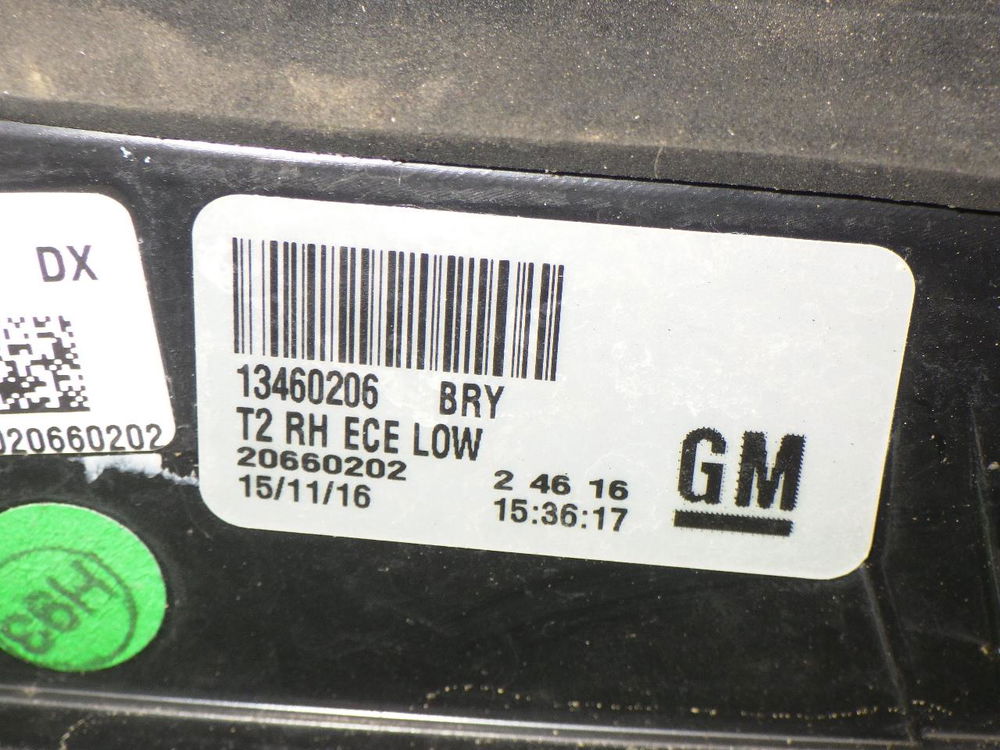 DX
020660202
13460206 BRY
T2 RH ECE LOW
20660202 2 46 16
15/11/16 15:36:17
GM
H93